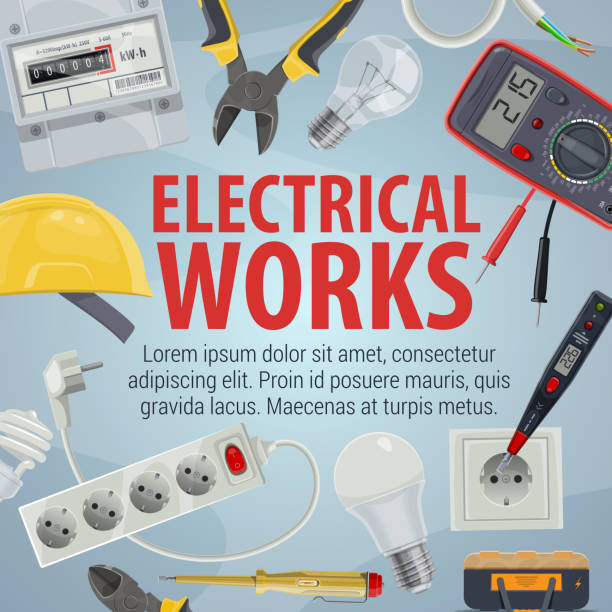 kW·h
000004
215
ELECTRICAL
WORKS
Lorem ipsum dolor sit amet, consectetur
adipiscing elit. Proin id posuere mauris, quis
gravida lacus. Maecenas at turpis metus.
226